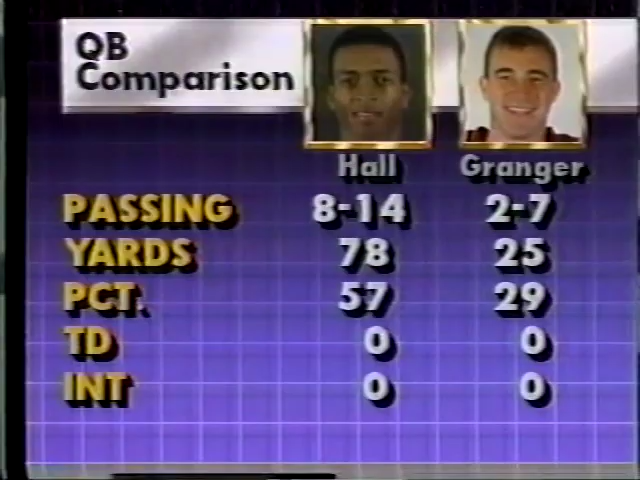 QB
Comparison
Hall Granger
PASSING 8-14 2-7
YARDS 78 25
PCT. 57 29
TD 0 0
INT 0 0